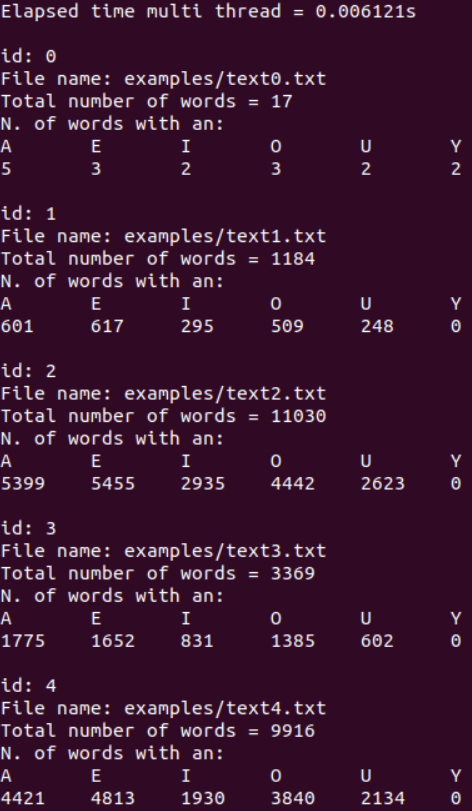 Elapsed time multi thread = 0.006121s
id: 0
File name: examples/text0.txt
Total number of words = 17
N. of words with an:
A E I O U Y
5 3 2 3 2 2
id: 1
File name: examples/text1.txt
Total number of words = 1184
N. of words with an:
A E I O U Y
601 617 295 509 248 0
id: 2
File name: examples/text2.txt
Total number of words = 11030
N. of words with an:
A E I O U Y
5399 5455 2935 4442 2623 0
id: 3
File name: examples/text3.txt
Total number of words = 3369
N. of words with an:
A E I O U Y
1775 1652 831 1385 602 0
id: 4
File name: examples/text4.txt
Total number of words = 9916
N. of words with an:
A E I O U Y
4421 4813 1930 3840 2134 0